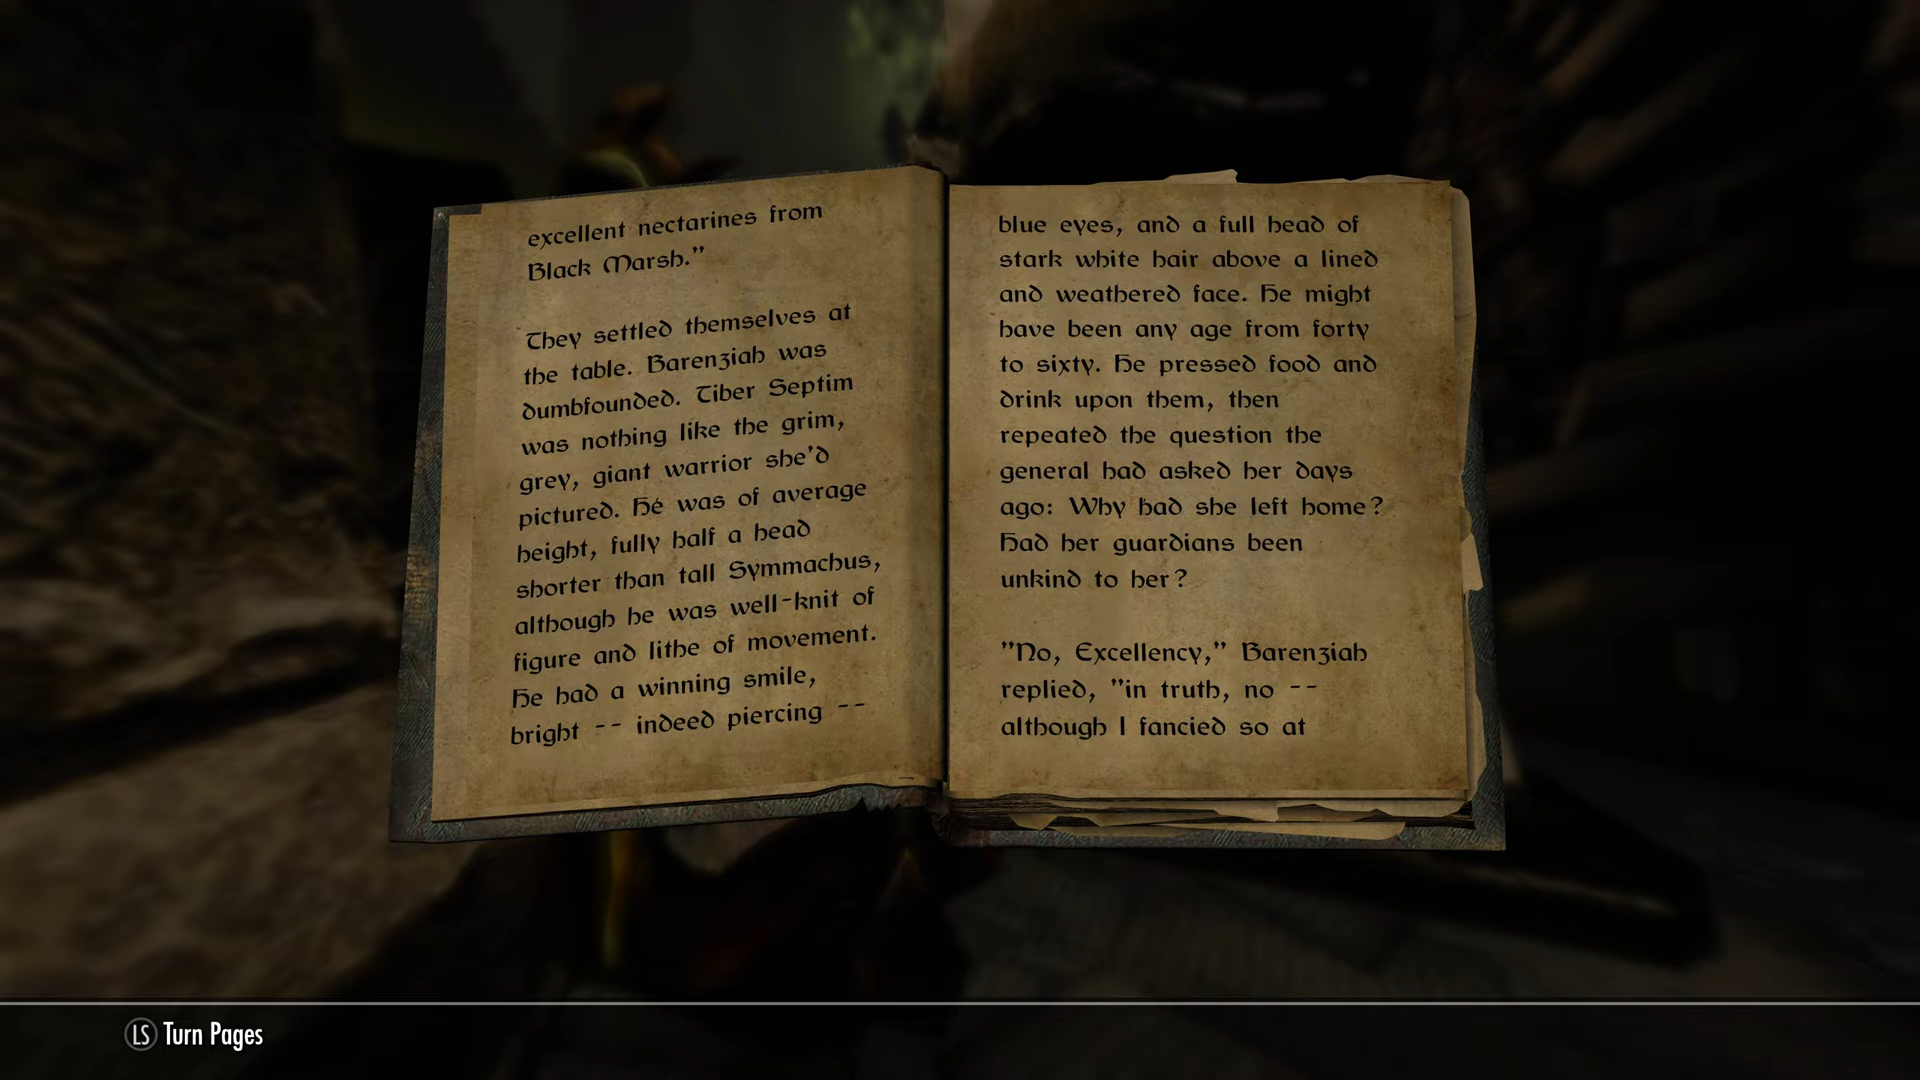 excellent nectarines from
Black Marsh."
They settled themselves at
the table. Barenziah was
dumbfounded. Tiber Septim
was nothing like the grim,
grey, giant warrior she'd
pictured. He was of average
height, fully half a head
shorter than tall Symmachus,
although he was well-knit of
figure and lithe of movement.
He had a winning smile,
bright -- indeed piercing --
blue eyes, and a full head of
stark white hair above a lined
and weathered face. He might
have been any age from forty
to sixty. He pressed food and
drink upon them, then
repeated the question the
general had asked her days
ago: Why had she left home?
Had her guardians been
unkind to her?
"No, Excellency," Barenziah
replied, "in truth, no --
although I fancied so at
LS Turn Pages